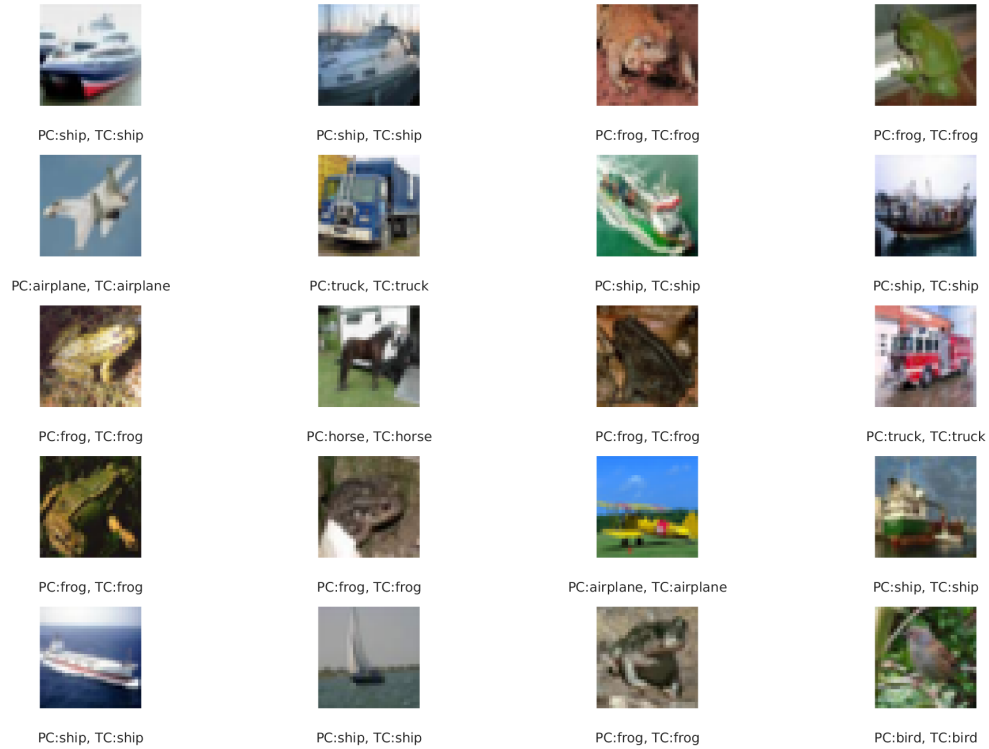 PC:ship, TC:ship
PC:ship, TC:ship
PC:frog, TC:frog
PC:frog, TC:frog
PC:airplane, TC:airplane
PC:truck, TC:truck
PC:ship, TC:ship
PC:ship, TC:ship
PC:frog, TC:frog
PC:horse, TC:horse
PC:frog, TC:frog
PC:truck, TC:truck
PC:frog, TC:frog
PC:frog, TC:frog
PC:airplane, TC:airplane
PC:ship, TC:ship
PC:ship, TC:ship
PC:ship, TC:ship
PC:frog, TC:frog
PC:bird, TC:bird